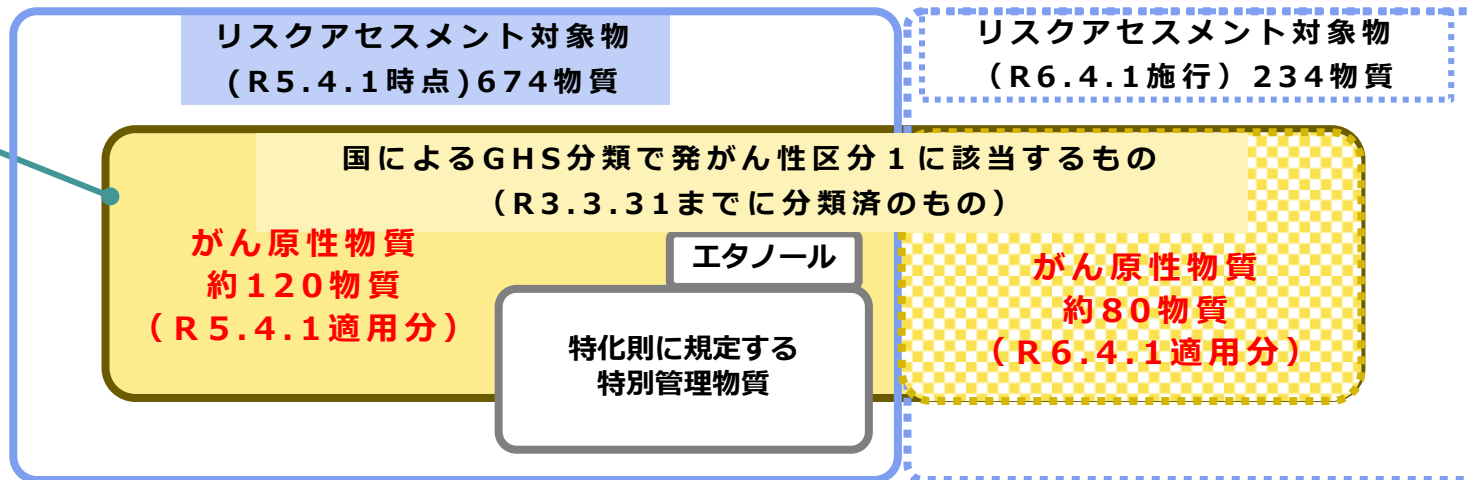 リスクアセスメント対象物
(R5.4.1時点)674物質
リスクアセスメント対象物
（R6.4.1施行）234物質
国によるGHS分類で発がん性区分１に該当するもの
（R3.3.31までに分類済のもの）
がん原性物質
約120物質
（R5.4.1適用分）
エタノール
特化則に規定する
特別管理物質
がん原性物質
約80物質
（R6.4.1適用分）